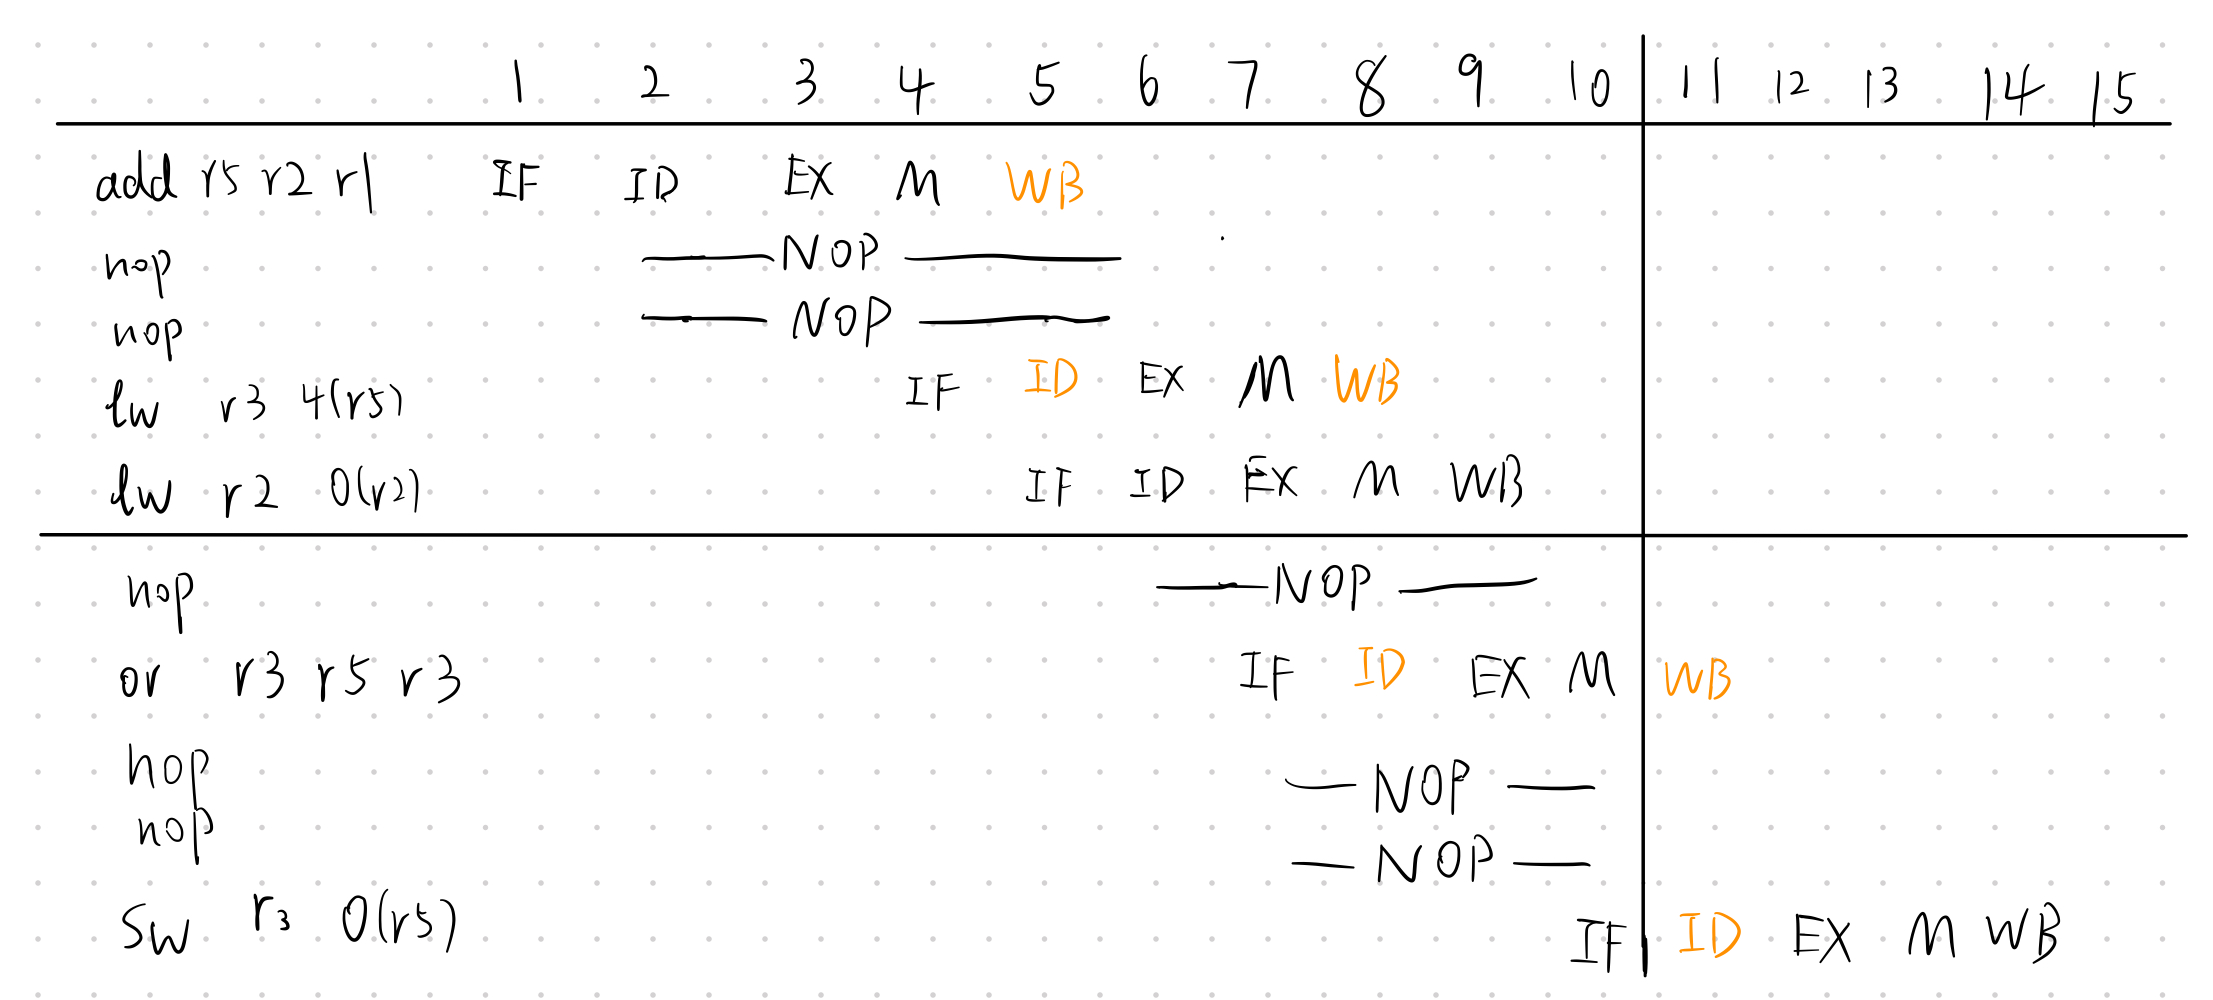 1 2 3 4 5 6 7 8 9 10 11 12 13 14 15
add r5 r2 r1 IF ID EX M WB
nop NOP
nop NOP
lw r3 4(r5) IF ID EX M WB
lw r2 0(r2) IF ID EX M WB
nop NOP
or r3 r5 r3 IF ID EX M WB
nop NOP
nop NOP
sw r3 0(r5) IF ID EX M WB